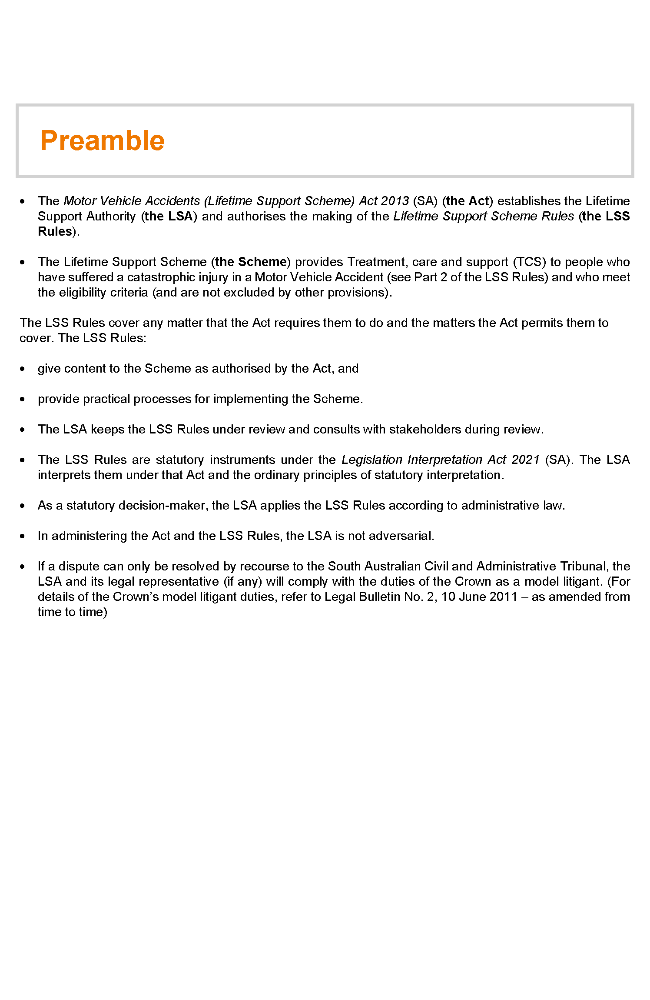 Preamble
• The Motor Vehicle Accidents (Lifetime Support Scheme) Act 2013 (SA) (the Act) establishes the Lifetime
Support Authority (the LSA) and authorises the making of the Lifetime Support Scheme Rules (the LSS
Rules).
• The Lifetime Support Scheme (the Scheme) provides Treatment, care and support (TCS) to people who
have suffered a catastrophic injury in a Motor Vehicle Accident (see Part 2 of the LSS Rules) and who meet
the eligibility criteria (and are not excluded by other provisions).
The LSS Rules cover any matter that the Act requires them to do and the matters the Act permits them to
cover. The LSS Rules:
• give content to the Scheme as authorised by the Act, and
• provide practical processes for implementing the Scheme.
• The LSA keeps the LSS Rules under review and consults with stakeholders during review.
• The LSS Rules are statutory instruments under the Legislation Interpretation Act 2021 (SA). The LSA
interprets them under that Act and the ordinary principles of statutory interpretation.
• As a statutory decision-maker, the LSA applies the LSS Rules according to administrative law.
• In administering the Act and the LSS Rules, the LSA is not adversarial.
• If a dispute can only be resolved by recourse to the South Australian Civil and Administrative Tribunal, the
LSA and its legal representative (if any) will comply with the duties of the Crown as a model litigant. (For
details of the Crown’s model litigant duties, refer to Legal Bulletin No. 2, 10 June 2011 – as amended from
time to time)